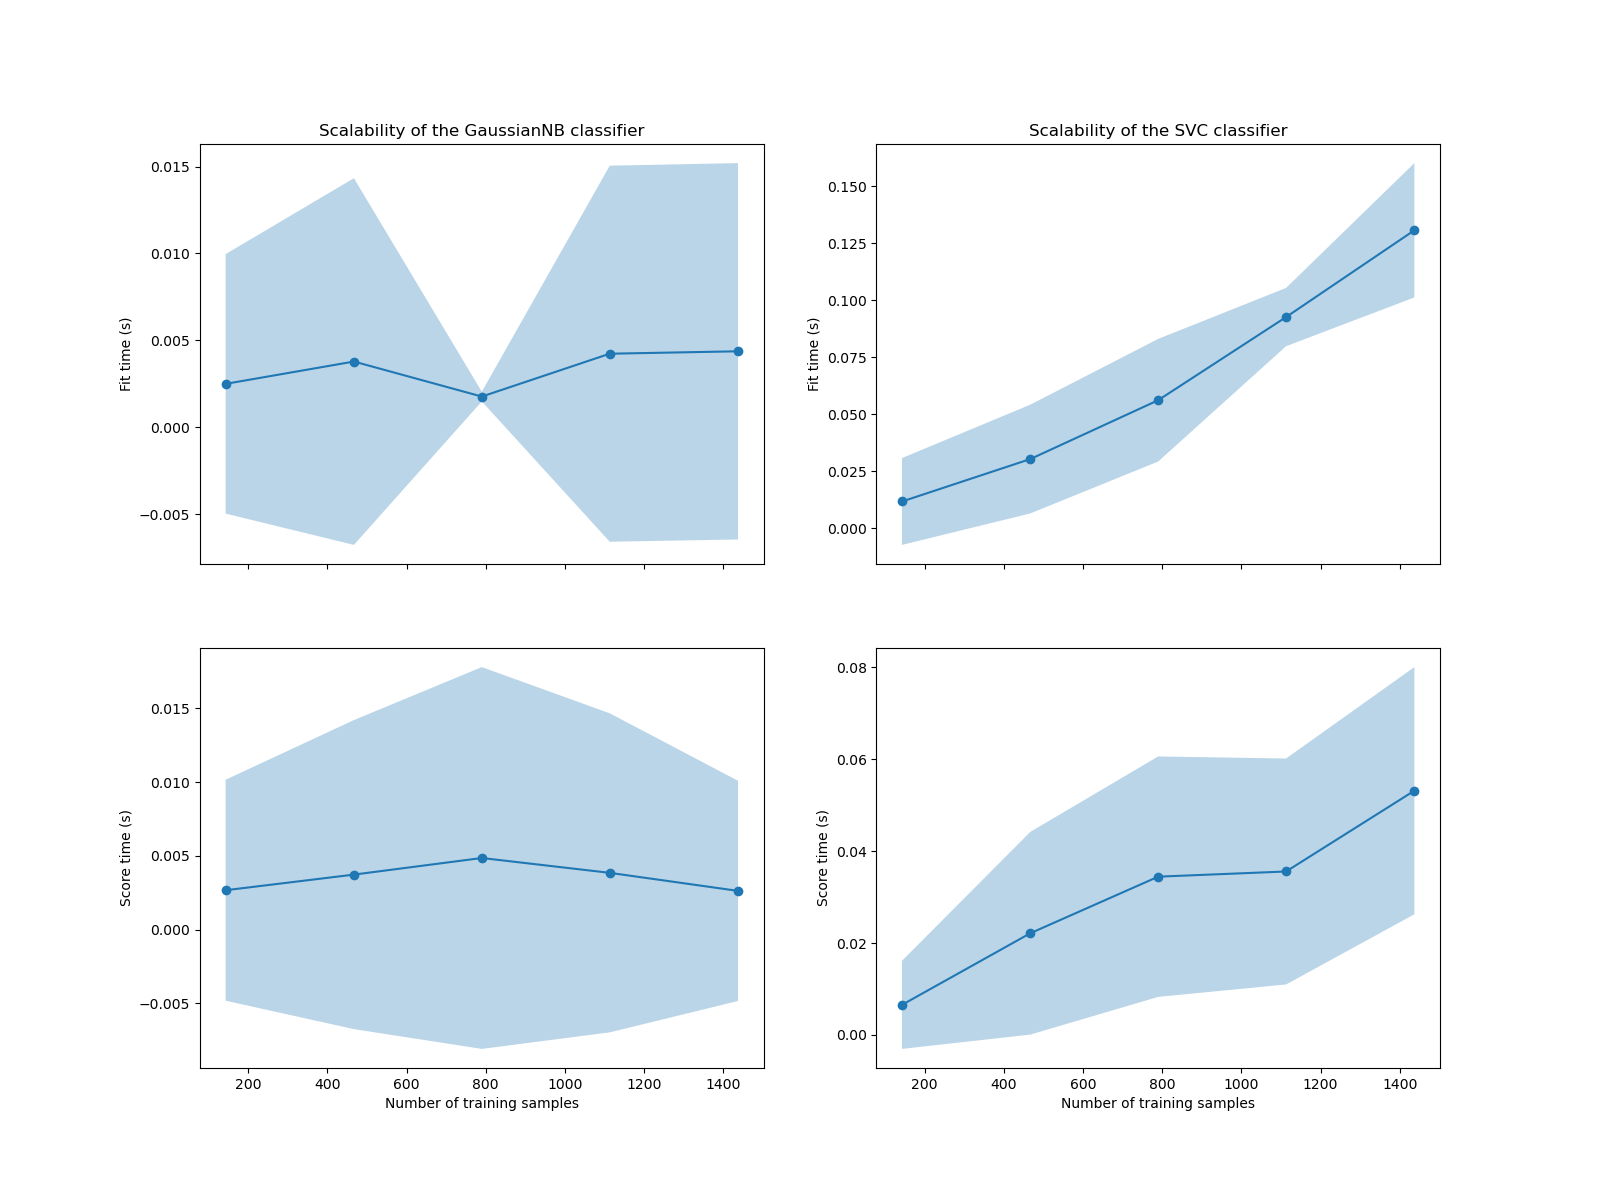 Scalability of the GaussianNB classifier
Fit time (s)
0.015
0.010
0.005
0.000
−0.005
Scalability of the SVC classifier
Fit time (s)
0.150
0.125
0.100
0.075
0.050
0.025
0.000
Score time (s)
0.015
0.010
0.005
0.000
−0.005
200 400 600 800 1000 1200 1400
Number of training samples
Score time (s)
0.08
0.06
0.04
0.02
0.00
200 400 600 800 1000 1200 1400
Number of training samples